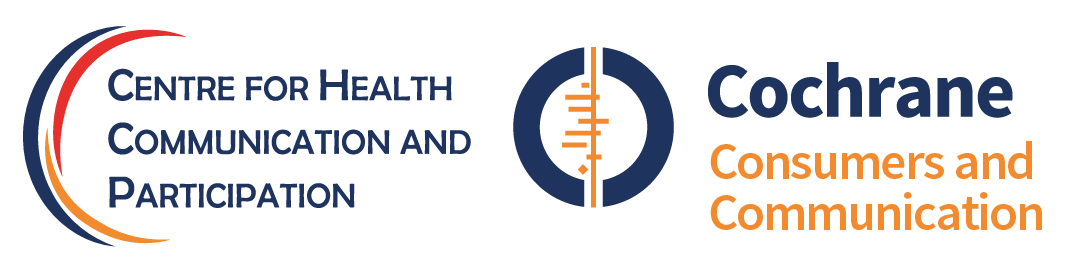 Centre for Health
Communication and
Participation
Cochrane
Consumers and
Communication